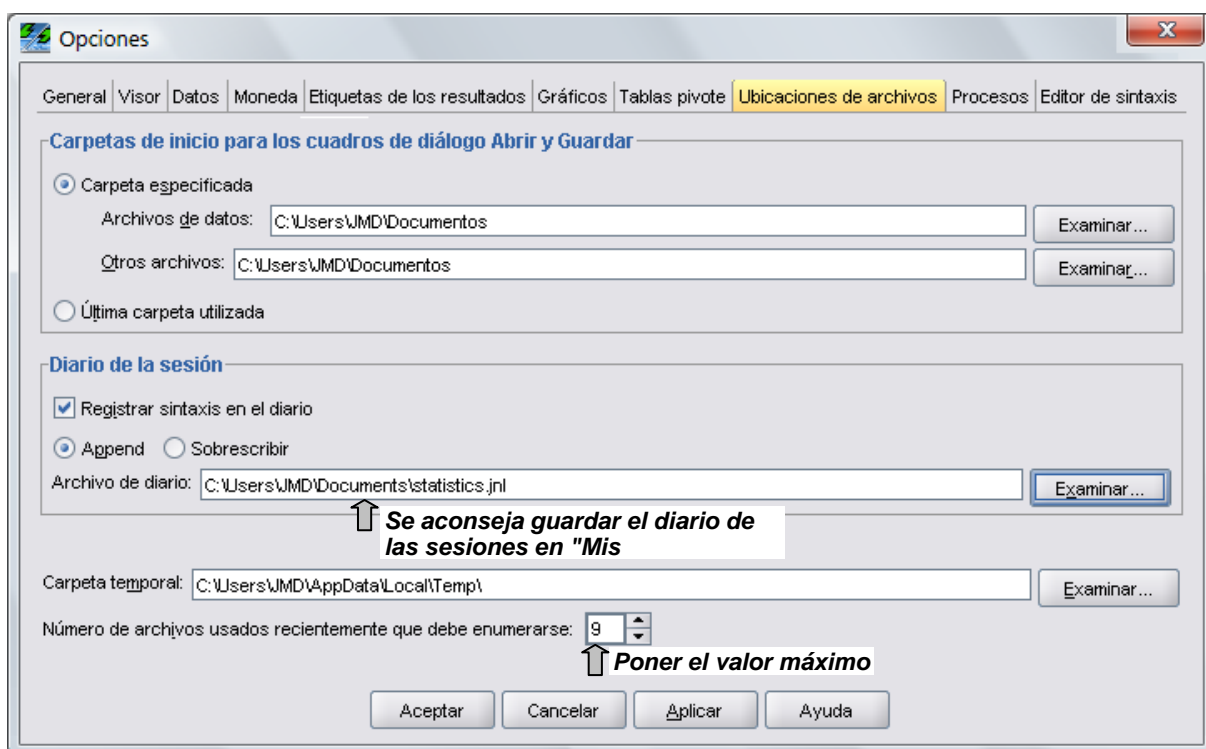 Opciones
General Visor Datos Moneda Etiquetas de los resultados Gráficos Tablas pivote Ubicaciones de archivos Procesos Editor de sintaxis
Carpetas de inicio para los cuadros de diálogo Abrir y Guardar
Carpeta especificada
Archivos de datos: C:\Users\JMD\Documentos Examinar...
Otros archivos: C:\Users\JMD\Documentos Examinar...
Última carpeta utilizada
Diario de la sesión
Registrar sintaxis en el diario
Append Sobrescribir
Archivo de diario: C:\Users\JMD\Documents\statistics.jnl Examinar...
Se aconseja guardar el diario de
las sesiones en "Mis
Carpeta temporal: C:\Users\JMD\AppData\Local\Temp\ Examinar...
Número de archivos usados recientemente que debe enumerarse: 9
Poner el valor máximo
Aceptar Cancelar Aplicar Ayuda